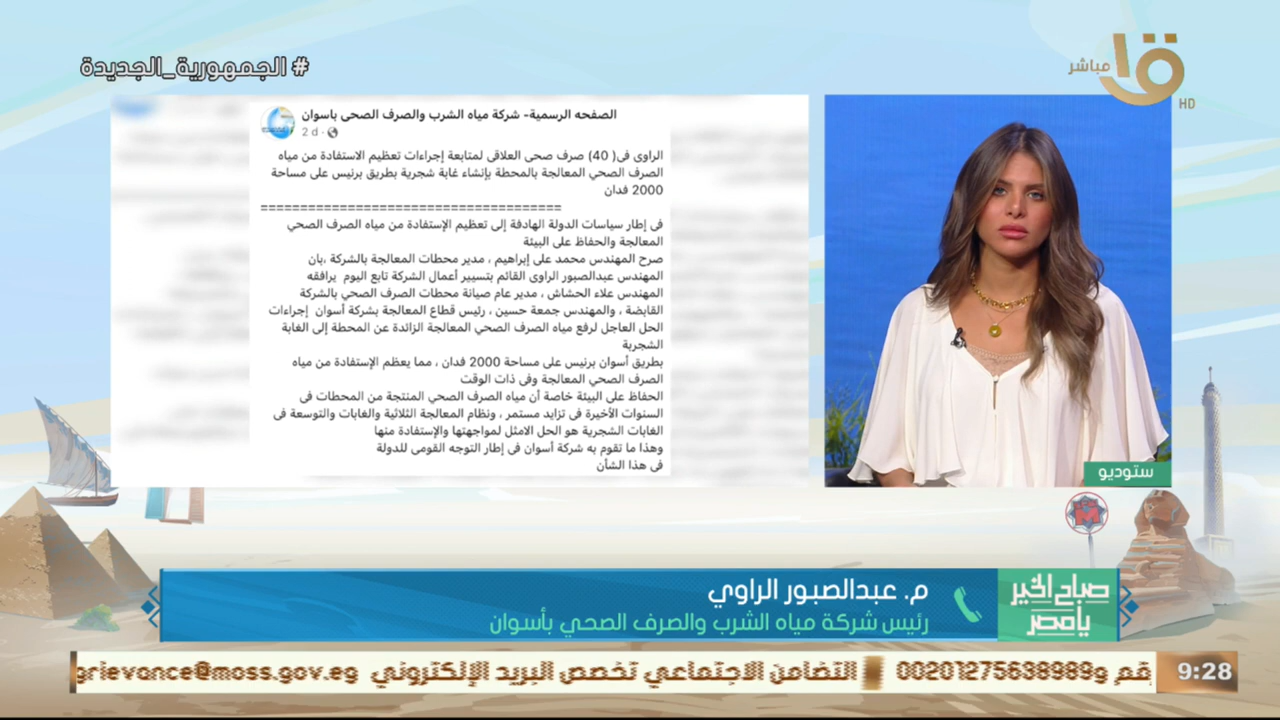 # الجمهورية_الجديدة
مباشر
HD
الصفحه الرسمية- شركة مياه الشرب والصرف الصحى باسوان
2 d ·
الراوى فى( 40) صرف صحى العلاقى لمتابعة إجراءات تعظيم الاستفادة من مياه
الصرف الصحي المعالجة بالمحطة بإنشاء غابة شجرية بطريق برنيس على مساحة
2000 فدان
======================================
فى إطار سياسات الدولة الهادفة إلى تعظيم الإستفادة من مياه الصرف الصحي
المعالجة والحفاظ على البيئة
صرح المهندس محمد على إبراهيم ، مدير محطات المعالجة بالشركة ،بان
المهندس عبدالصبور الراوى القائم بتسيير أعمال الشركة تابع اليوم يرافقه
المهندس علاء الحشاش ، مدير عام صيانة محطات الصرف الصحي بالشركة
القابضة ، والمهندس جمعة حسين ، رئيس قطاع المعالجة بشركة أسوان إجراءات
الحل العاجل لرفع مياه الصرف الصحي المعالجة الزائدة عن المحطة إلى الغابة
الشجرية
بطريق أسوان برنيس على مساحة 2000 فدان ، مما يعظم الإستفادة من مياه
الصرف الصحي المعالجة وفى ذات الوقت
الحفاظ على البيئة خاصة أن مياه الصرف الصحي المنتجة من المحطات فى
السنوات الأخيرة فى تزايد مستمر ، ونظام المعالجة الثلاثية والغابات والتوسعة فى
الغابات الشجرية هو الحل الامثل لمواجهتها والإستفادة منها
وهذا ما تقوم به شركة أسوان فى إطار التوجه القومى للدولة
فى هذا الشأن
ستوديو
م. عبدالصبور الراوي
رئيس شركة مياه الشرب والصرف الصحي بأسوان
صباح الخير
يا مصر
قم و00201275638989 التضامن الاجتماعي تخصص البريد الإلكتروني grievance@moss.gov.eg
9:28